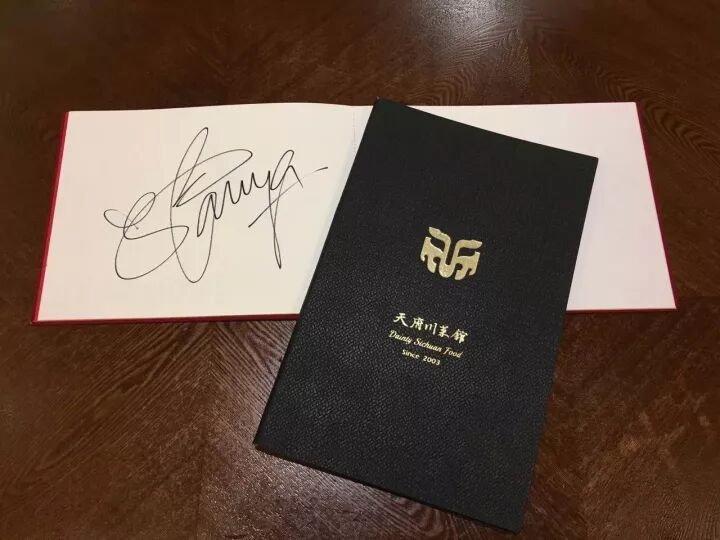 天府川菜館
Dainty Sichuan Food
Since 2003